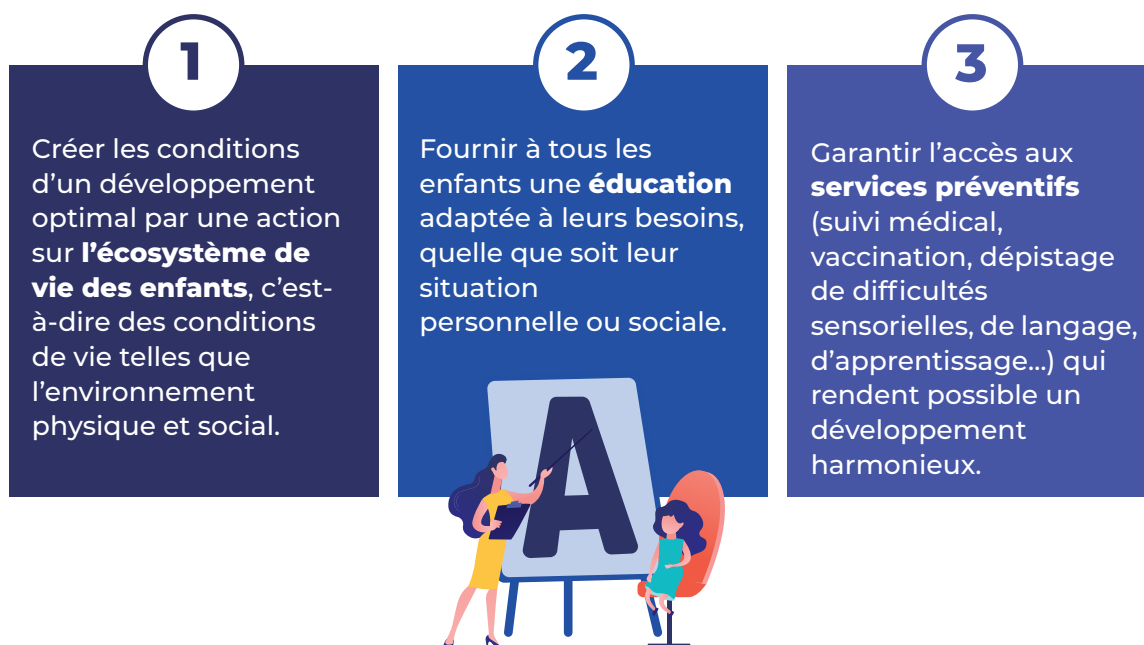 1
Créer les conditions
d’un développement
optimal par une action
sur l’écosystème de
vie des enfants, c’est-
à-dire des conditions
de vie telles que
l’environnement
physique et social.
2
Fournir à tous les
enfants une éducation
adaptée à leurs besoins,
quelle que soit leur
situation
personnelle ou sociale.
A
3
Garantir l’accès aux
services préventifs
(suivi médical,
vaccination, dépistage
de difficultés
sensorielles, de langage,
d'apprentissage...) qui
rendent possible un
développement
harmonieux.